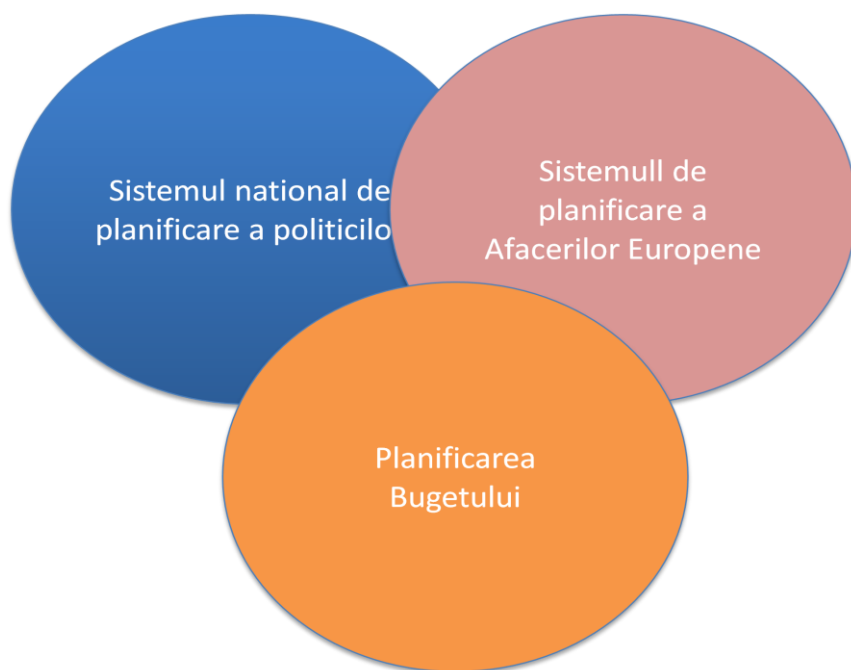 Sistemul national de
planificare a politicilo
Sistemull de
planificare a
Afacerilor Europene
Planificarea
Bugetului